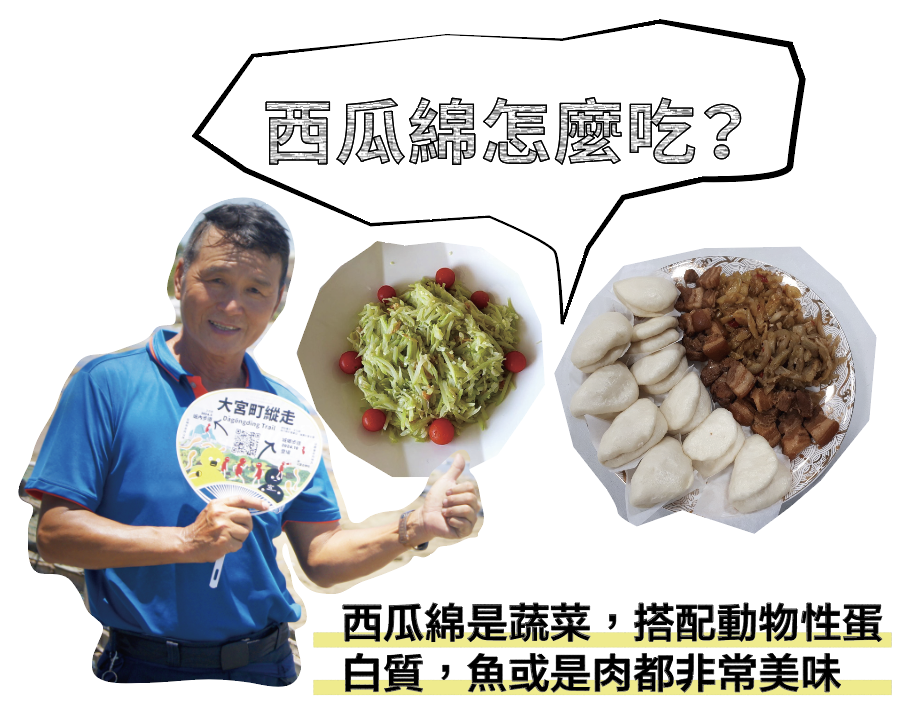 西瓜綿怎麼吃？
大宮町縱走
Dagongding Trail
西瓜綿是蔬菜，搭配動物性蛋
白質，魚或是肉都非常美味